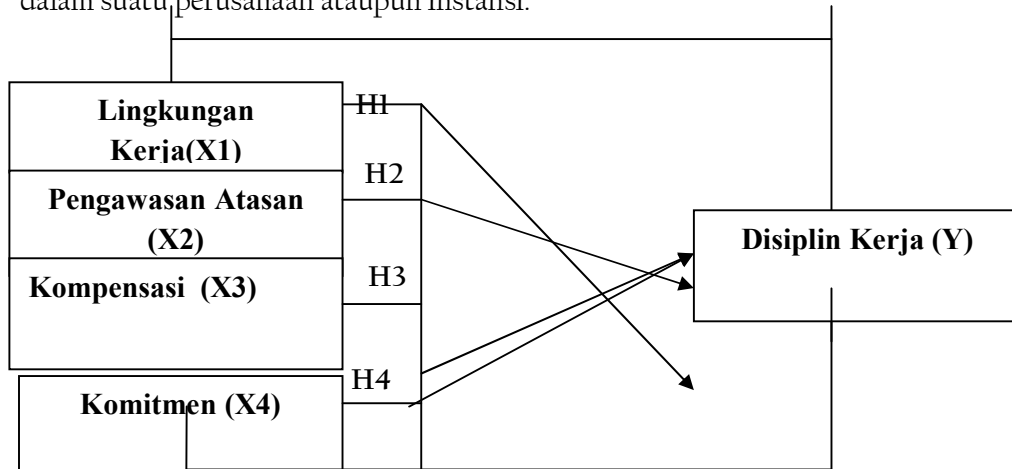 dalam suatu perusahaan ataupun instansi.
Lingkungan
Kerja(X1)
H1
Pengawasan Atasan
(X2)
H2
Kompensasi (X3)
H3
Komitmen (X4)
H4
Disiplin Kerja (Y)